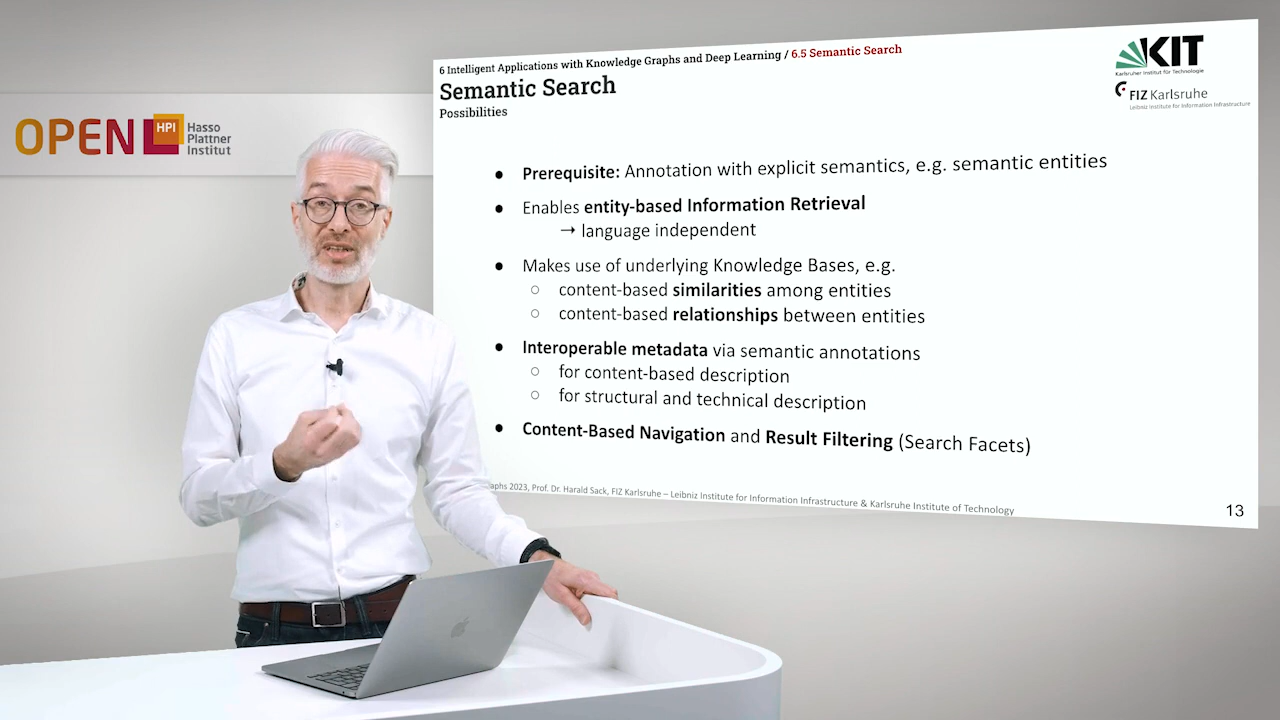 OPEN HPI Hasso
Plattner
Institut
6 Intelligent Applications with Knowledge Graphs and Deep Learning / 6.5 Semantic Search
Semantic Search
Possibilities
KIT
Karlsruher Institut für Technologie
FIZ Karlsruhe
Leibniz Institute for Information Infrastructure
● Prerequisite: Annotation with explicit semantics, e.g. semantic entities
● Enables entity-based Information Retrieval
→ language independent
● Makes use of underlying Knowledge Bases, e.g.
○ content-based similarities among entities
○ content-based relationships between entities
● Interoperable metadata via semantic annotations
○ for content-based description
○ for structural and technical description
● Content-Based Navigation and Result Filtering (Search Facets)
2023, Prof. Dr. Harald Sack, FIZ Karlsruhe – Leibniz Institute for Information Infrastructure & Karlsruhe Institute of Technology
13